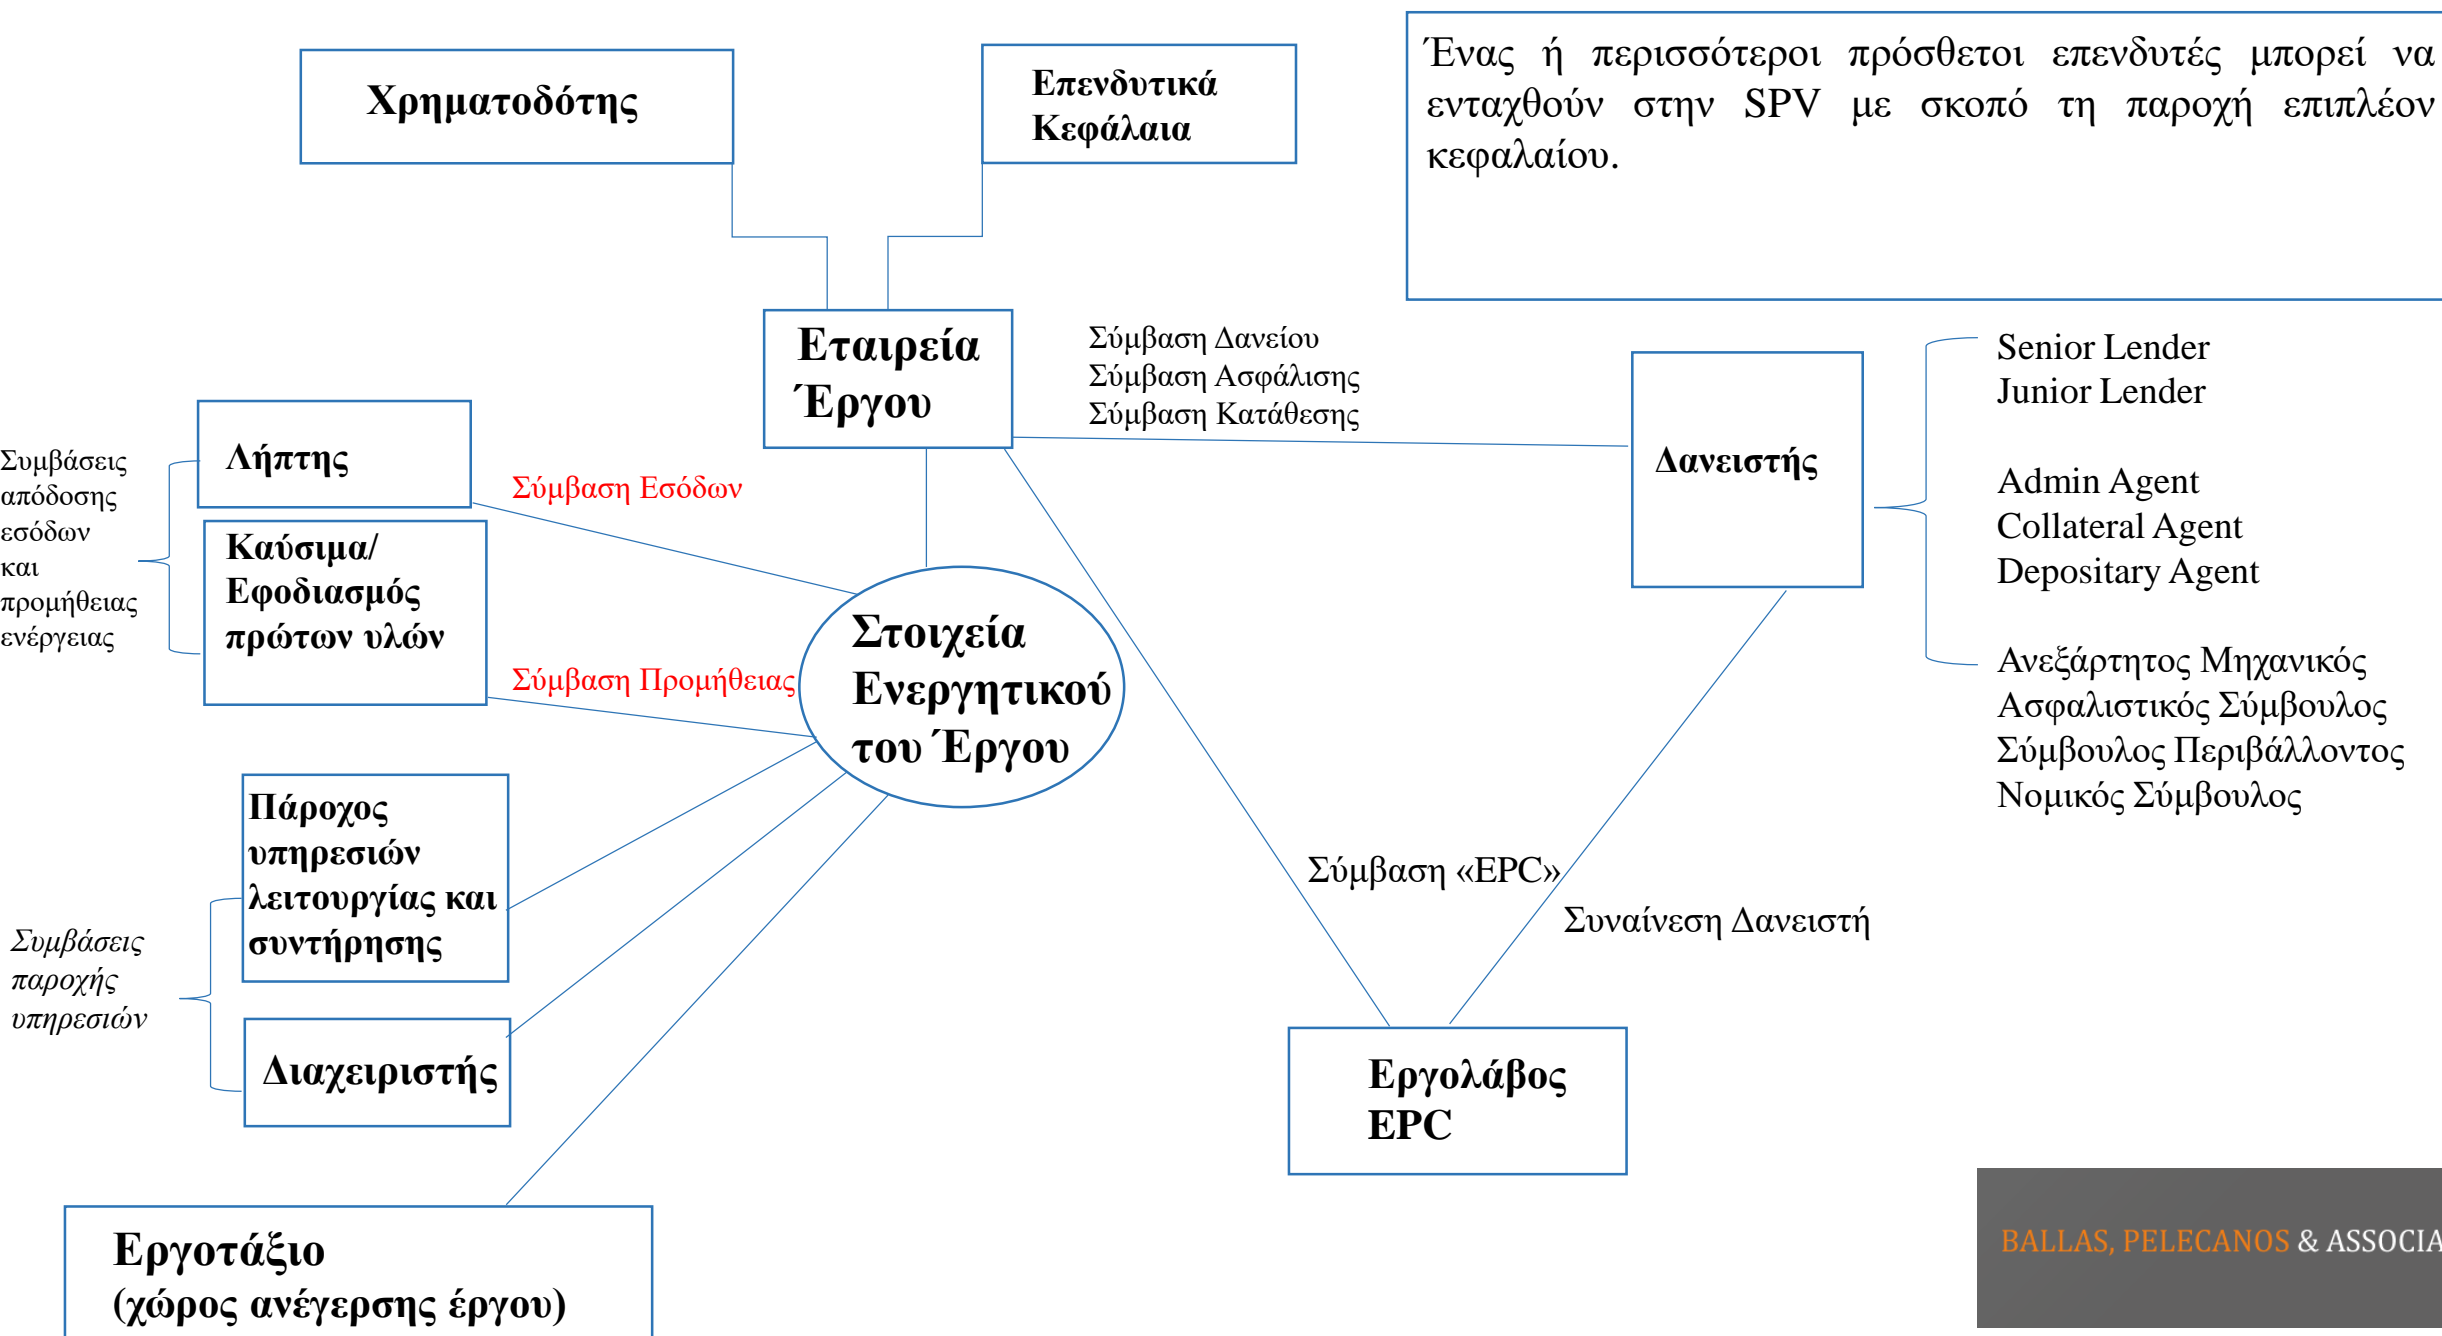 Χρηματοδότης
Επενδυτικά
Κεφάλαια
Ένας ή περισσότεροι πρόσθετοι επενδυτές μπορεί να
ενταχθούν στην SPV με σκοπό τη παροχή επιπλέον
κεφαλαίου.
Εταιρεία
Έργου
Σύμβαση Δανείου
Σύμβαση Ασφάλισης
Σύμβαση Κατάθεσης
Δανειστής
Senior Lender
Junior Lender
Admin Agent
Collateral Agent
Depositary Agent
Ανεξάρτητος Μηχανικός
Ασφαλιστικός Σύμβουλος
Σύμβουλος Περιβάλλοντος
Νομικός Σύμβουλος
Συμβάσεις
απόδοσης
εσόδων
και
προμήθειας
ενέργειας
Λήπτης
Σύμβαση Εσόδων
Καύσιμα/
Εφοδιασμός
πρώτων υλών
Σύμβαση Προμήθειας
Στοιχεία
Ενεργητικού
του Έργου
Πάροχος
υπηρεσιών
λειτουργίας και
συντήρησης
Συμβάσεις
παροχής
υπηρεσιών
Διαχειριστής
Σύμβαση «EPC»
Συναίνεση Δανειστή
Εργολάβος
EPC
Εργοτάξιο
(χώρος ανέγερσης έργου)
BALLAS, PELECANOS & ASSOCIA